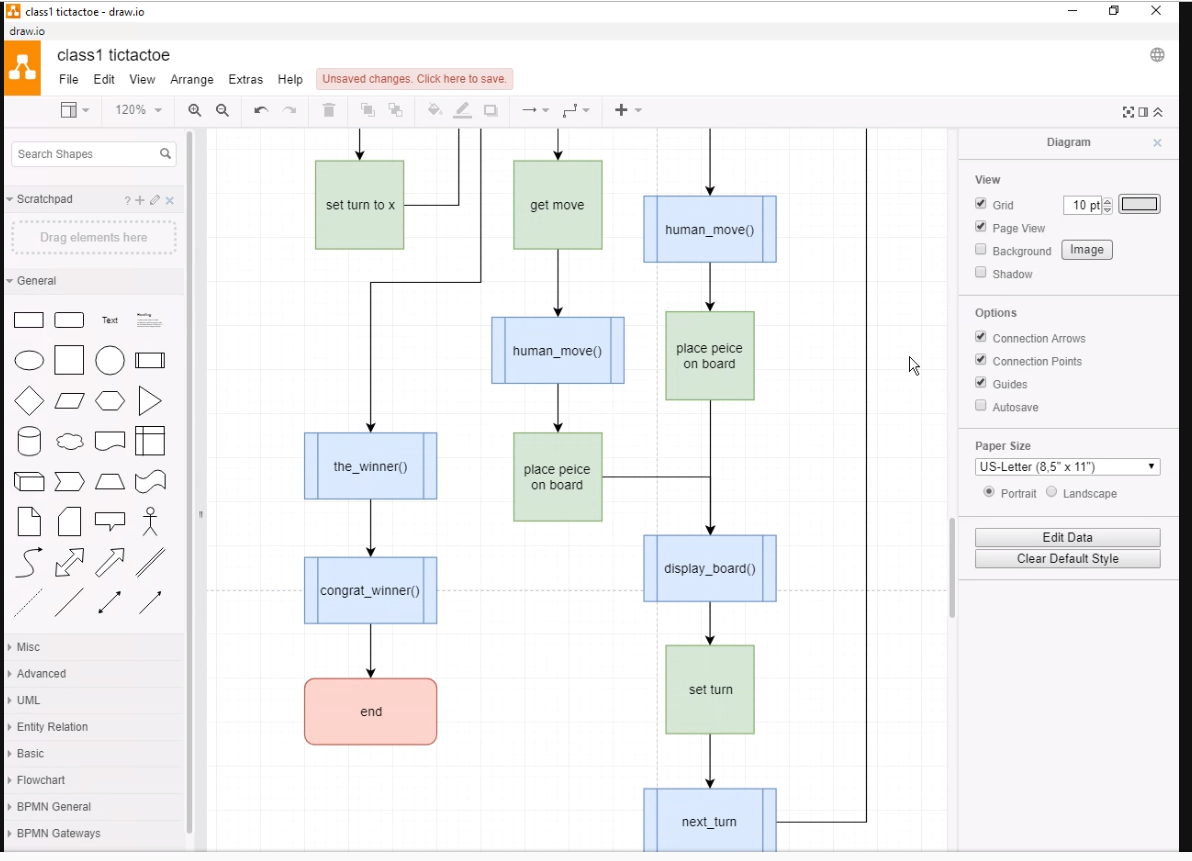 class1 tictactoe - draw.io
draw.io
class1 tictactoe
File Edit View Arrange Extras Help Unsaved changes. Click here to save.
120%
Search Shapes
Scratchpad
?
Drag elements here
General
Text
Heading
Misc
Advanced
UML
Entity Relation
Basic
Flowchart
BPMN General
BPMN Gateways
set turn to x
get move
human_move()
human_move()
place peice
on board
the_winner()
place peice
on board
display_board()
congrat_winner()
set turn
end
next_turn
Diagram
View
Grid 10 pt
Page View
Background Image
Shadow
Options
Connection Arrows
Connection Points
Guides
Autosave
Paper Size
US-Letter (8,5" x 11")
Portrait Landscape
Edit Data
Clear Default Style